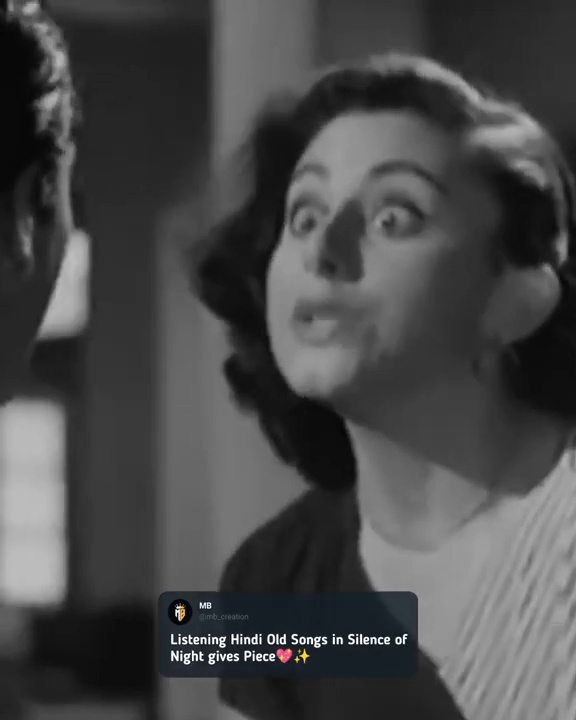 MB
@mb_creation
Listening Hindi Old Songs in Silence of
Night gives Piece💖✨